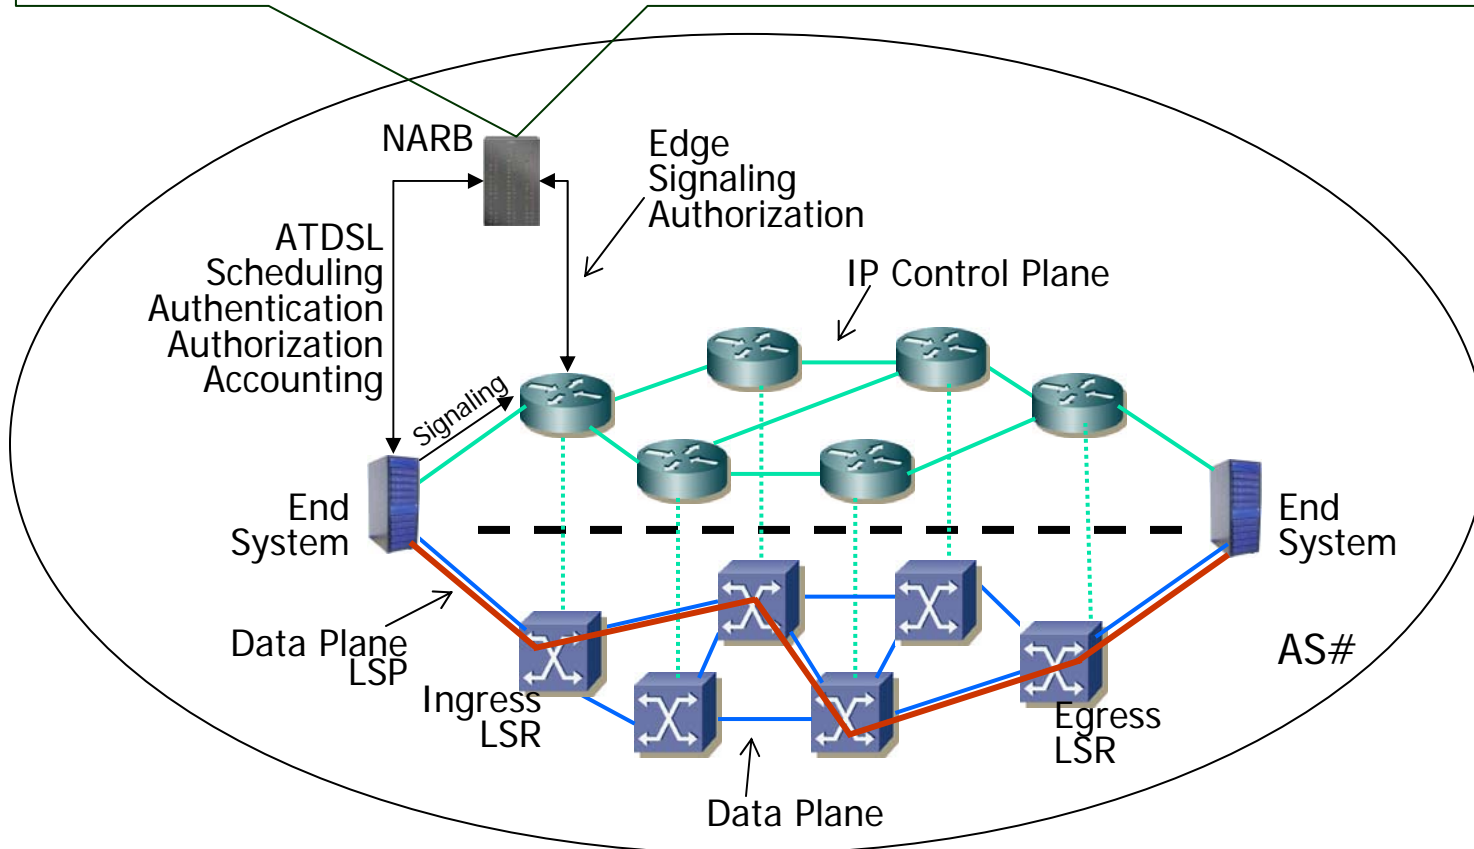 NARB
Edge
Signaling
Authorization
ATDSL
Scheduling
Authentication
Authorization
Accounting
IP Control Plane
Signaling
End
System
End
System
Data Plane
LSP
Ingress
LSR
Egress
LSR
AS#
Data Plane